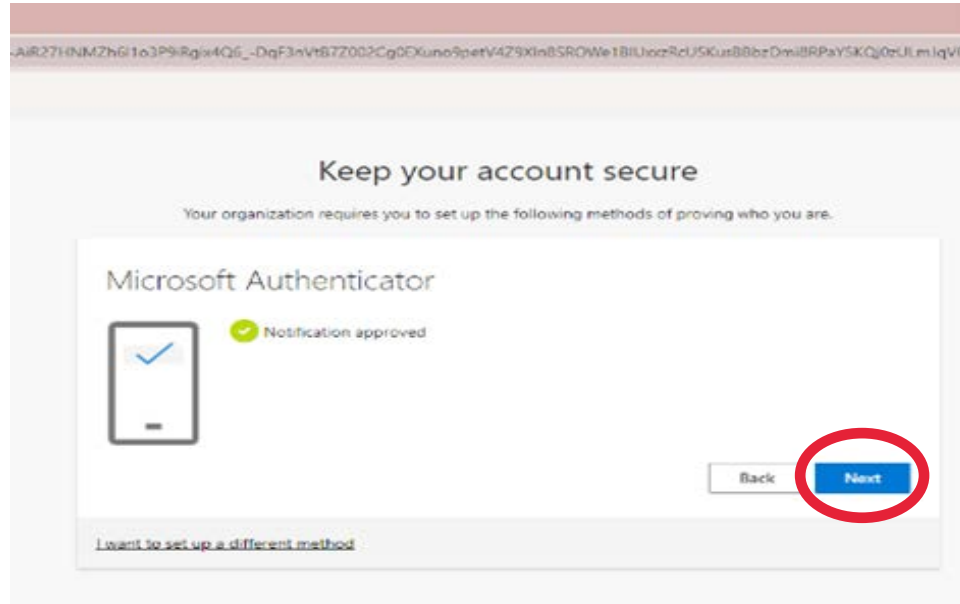 Keep your account secure
Your organization requires you to set up the following methods of proving who you are.
Microsoft Authenticator
Notification approved
Back
Next
I want to set up a different method